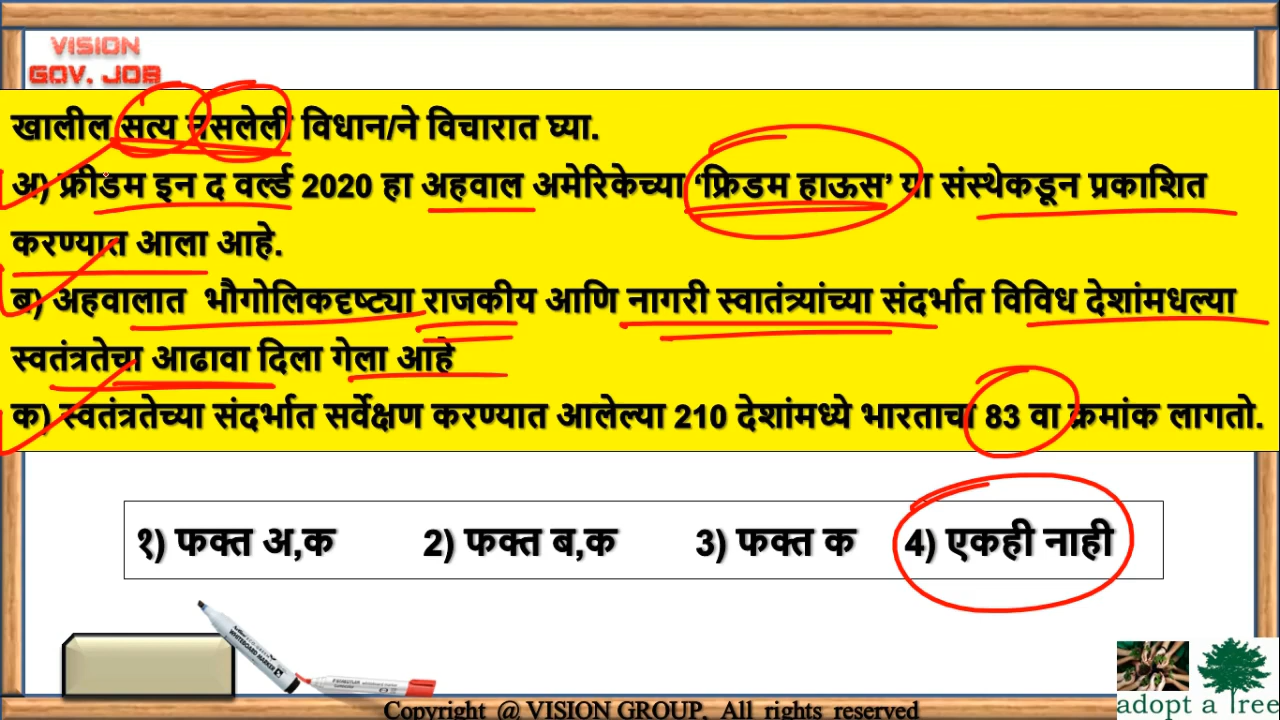 VISION
GOV. JOB
खालील सत्य नसलेली विधान/ने विचारात घ्या.
अ) फ्रीडम इन द वर्ल्ड 2020 हा अहवाल अमेरिकेच्या ‘फ्रिडम हाऊस’ या संस्थेकडून प्रकाशित
करण्यात आला आहे.
ब) अहवालात भौगोलिकदृष्ट्या राजकीय आणि नागरी स्वातंत्र्यांच्या संदर्भात विविध देशांमधल्या
स्वतंत्रतेचा आढावा दिला गेला आहे
क) स्वतंत्रतेच्या संदर्भात सर्वेक्षण करण्यात आलेल्या 210 देशांमध्ये भारताचा 83 वा क्रमांक लागतो.
१) फक्त अ,क 2) फक्त ब,क 3) फक्त क 4) एकही नाही
adopt a Tree
Copyright @ VISION GROUP, All rights reserved